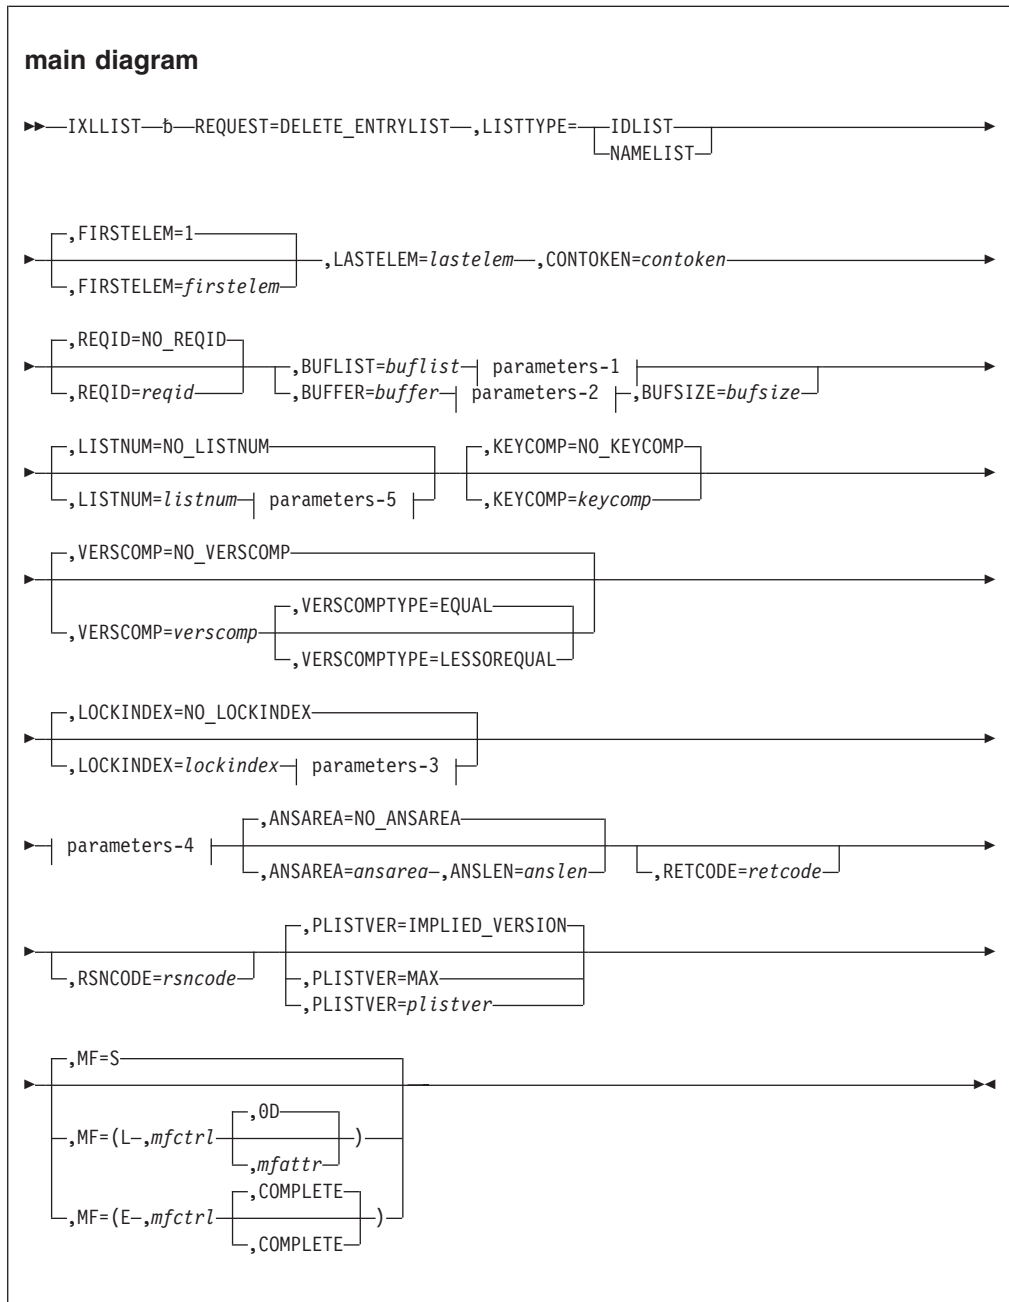 main diagram
IXLLIST ƀ REQUEST=DELETE_ENTRYLIST ,LISTTYPE= IDLIST
NAMELIST
,FIRSTELEM=1
,LASTELEM=lastelem ,CONTOKEN=contoken
,FIRSTELEM=firstelem
,REQID=NO_REQID
,REQID=reqid
,BUFLIST=buflist parameters-1
,BUFFER=buffer parameters-2 ,BUFSIZE=bufsize
,LISTNUM=NO_LISTNUM ,KEYCOMP=NO_KEYCOMP
,LISTNUM=listnum parameters-5 ,KEYCOMP=keycomp
,VERSCOMP=NO_VERSCOMP
,VERSCOMPTYPE=EQUAL
,VERSCOMP=verscomp
,VERSCOMPTYPE=LESSOREQUAL
,LOCKINDEX=NO_LOCKINDEX
,LOCKINDEX=lockindex parameters-3
,ANSAREA=NO_ANSAREA
parameters-4
,ANSAREA=ansarea ,ANSLEN=anslen ,RETCODE=retcode
,PLISTVER=IMPLIED_VERSION
,RSNCODE=rsncode ,PLISTVER=MAX
,PLISTVER=plistver
,MF=S
,0D
,MF=(L ,mfctrl )
,mfattr
,COMPLETE
,MF=(E ,mfctrl )
,COMPLETE